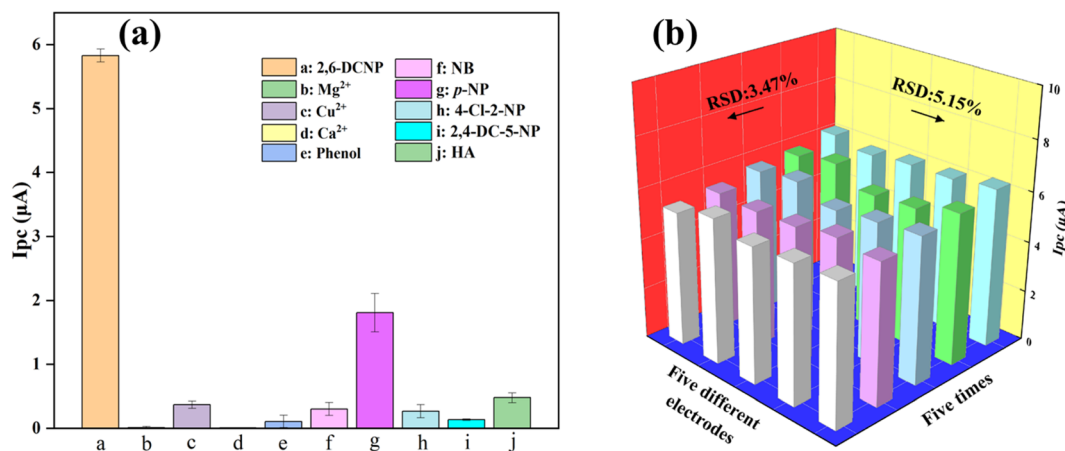 (a)
6
5
4
3
2
1
0
Ipc (μA)
a b c d e f g h i j
a: 2,6-DCNP
b: Mg²⁺
c: Cu²⁺
d: Ca²⁺
e: Phenol
f: NB
g: p-NP
h: 4-Cl-2-NP
i: 2,4-DC-5-NP
j: HA
(b)
RSD:3.47%
RSD:5.15%
10
8
6
4
2
0
Ipc (μA)
Five different
electrodes
Five times